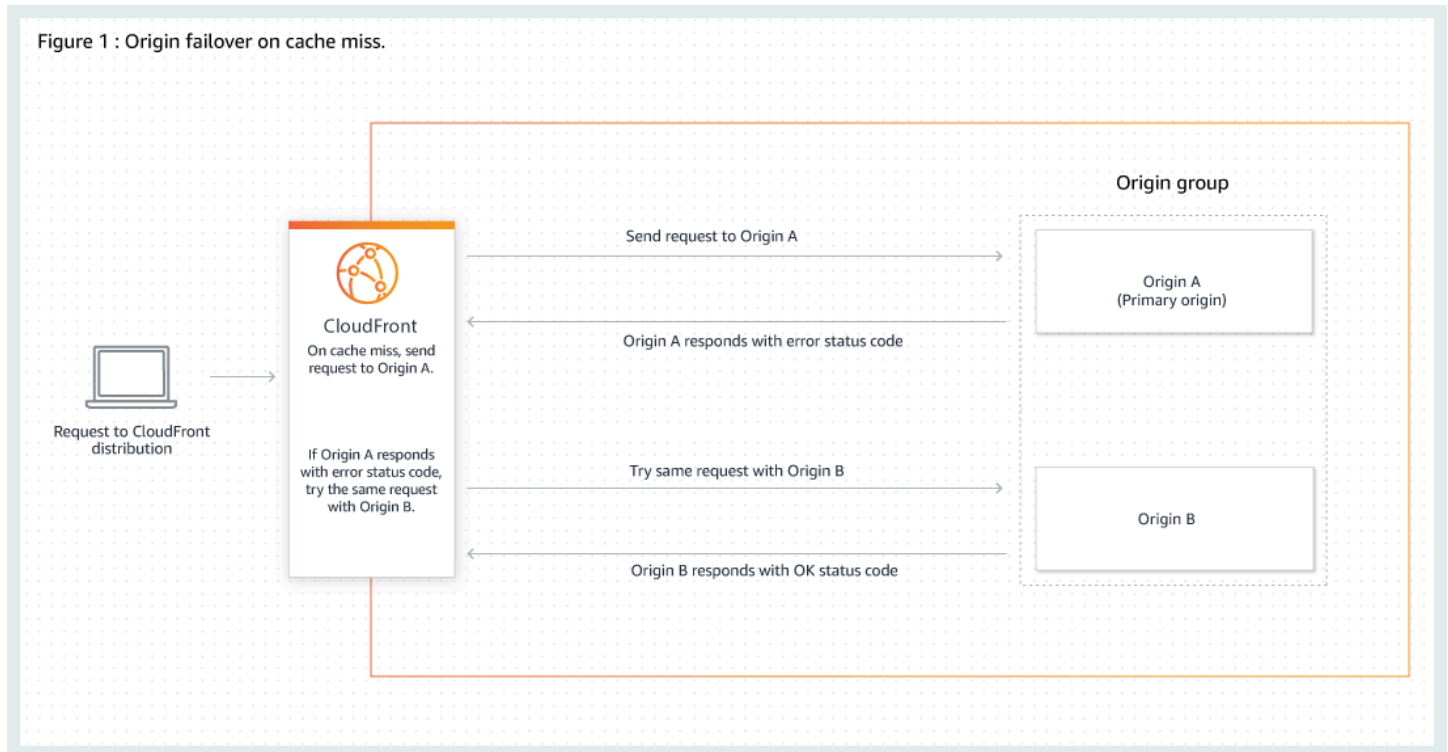 Figure 1 : Origin failover on cache miss.
Origin group
Send request to Origin A
Origin A
(Primary origin)
CloudFront
On cache miss, send
request to Origin A.
Origin A responds with error status code
Request to CloudFront
distribution
If Origin A responds
with error status code,
try the same request
with Origin B.
Try same request with Origin B
Origin B
Origin B responds with OK status code